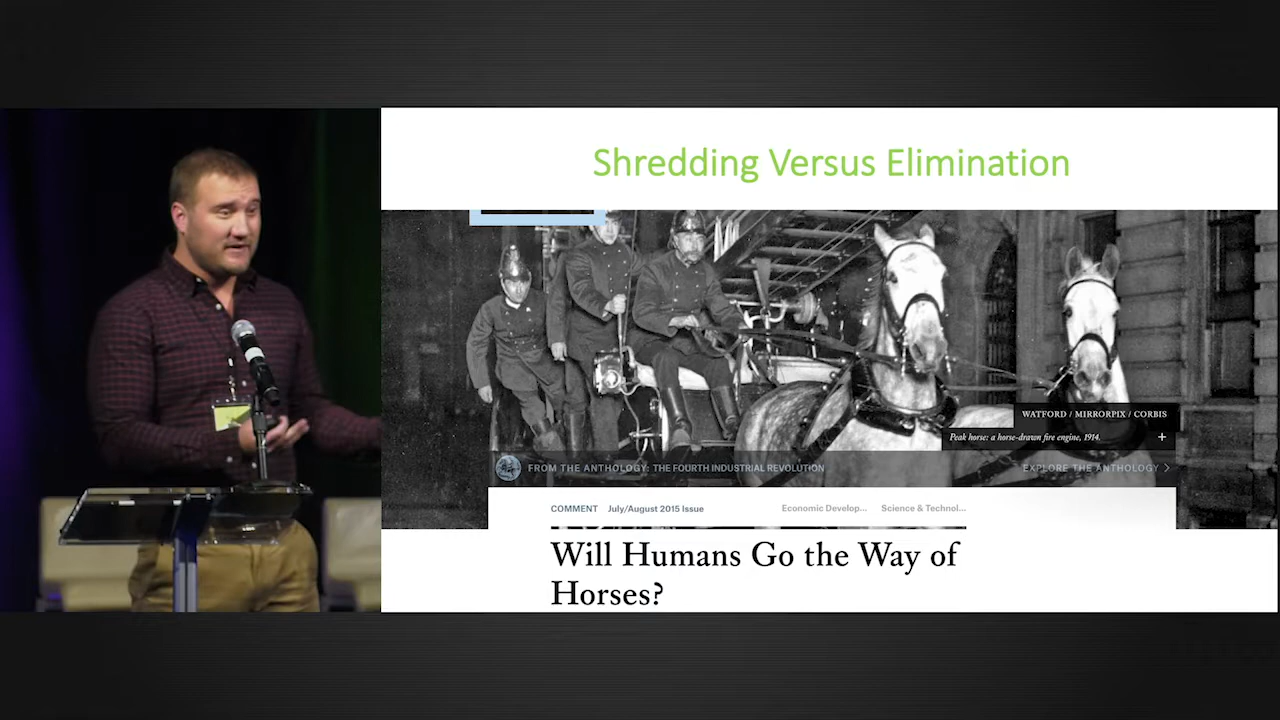 Shredding Versus Elimination
WATFORD / MIRRORPIX / CORBIS
Peak horse: a horse-drawn fire engine, 1914.
+
FROM THE ANTHOLOGY: THE FOURTH INDUSTRIAL REVOLUTION
EXPLORE THE ANTHOLOGY >
COMMENT July/August 2015 Issue
Economic Develop... Science & Technol...
Will Humans Go the Way of
Horses?